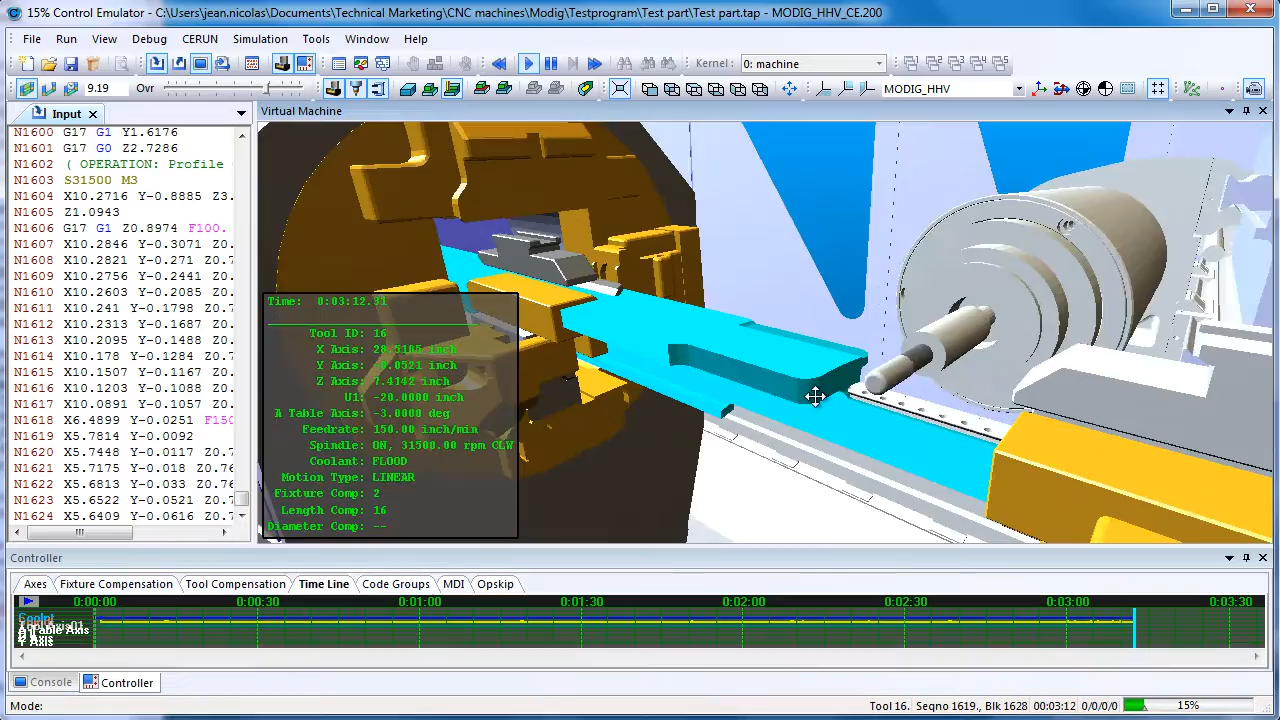 15% Control Emulator - C:\Users\jean.nicolas\Documents\Technical Marketing\CNC machines\Modig\Testprogram\Test part\Test part.tap - MODIG_HHV_CE.200
File Run View Debug CERUN Simulation Tools Window Help
Kernel: 0: machine
9.19 Ovr MODIG_HHV
Input
Virtual Machine
N1600 G17 G1 Y1.6176
N1601 G17 G0 Z2.7286
N1602 ( OPERATION: Profile
N1603 S31500 M3
N1604 X10.2716 Y-0.8885 Z3.
N1605 Z1.0943
N1606 G17 G1 Z0.8974 F100.
N1607 X10.2846 Y-0.3071 Z0.
N1608 X10.2821 Y-0.271 Z0.7
N1609 X10.2756 Y-0.2441 Z0.
N1610 X10.2603 Y-0.2085 Z0.
N1611 X10.241 Y-0.1798 Z0.7
N1612 X10.2313 Y-0.1687 Z0.
N1613 X10.2095 Y-0.1488 Z0.
N1614 X10.178 Y-0.1284 Z0.7
N1615 X10.1507 Y-0.1167 Z0.
N1616 X10.1203 Y-0.1088 Z0.
N1617 X10.0891 Y-0.1057 Z0.
N1618 X6.4899 Y-0.0251 F150
N1619 X5.7814 Y-0.0092
N1620 X5.7448 Y-0.0112 Z0.7
N1621 X5.7175 Y-0.018 Z0.76
N1622 X5.6813 Y-0.033 Z0.76
N1623 X5.6522 Y-0.0521 Z0.7
N1624 X5.6409 Y-0.0616 Z0.7
Time: 0:03:12.31
Tool ID: 16
X Axis: 28.5105 inch
Y Axis: -0.0521 inch
Z Axis: 7.4142 inch
U1: -20.0000 inch
A Table Axis: -3.0000 deg
Feedrate: 150.00 inch/min
Spindle: ON, 31500.00 rpm CLW
Coolant: FLOOD
Motion Type: LINEAR
Fixture Comp: 2
Length Comp: 16
Diameter Comp: --
Controller
Axes Fixture Compensation Tool Compensation Time Line Code Groups MDI Opskip
0:00:00 0:00:30 0:01:00 0:01:30 0:02:00 0:02:30 0:03:00 0:03:30
A Table Axis
Axis
Console Controller
Mode: Tool 16. Seqno 1619., Blk 1628 00:03:12 0/0/0/0 15%